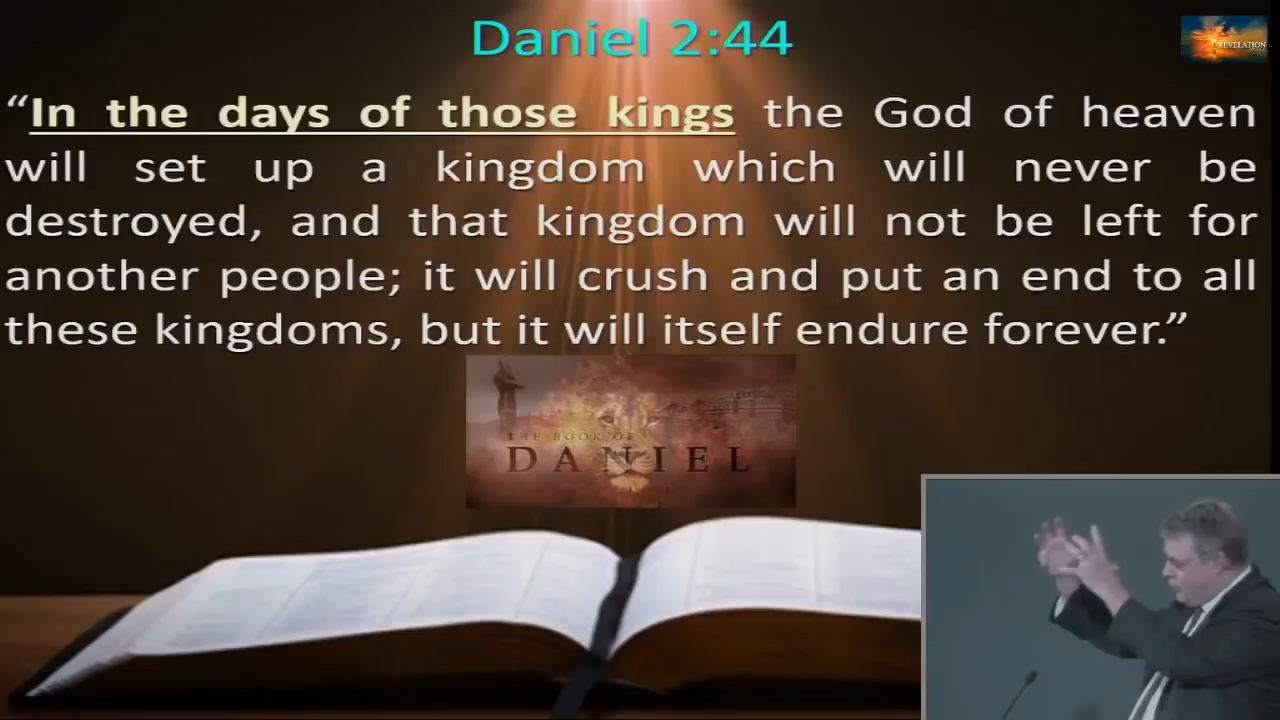 Daniel 2:44
REVELATION
“In the days of those kings the God of heaven
will set up a kingdom which will never be
destroyed, and that kingdom will not be left for
another people; it will crush and put an end to all
these kingdoms, but it will itself endure forever.”
THE BOOK OF
DANIEL